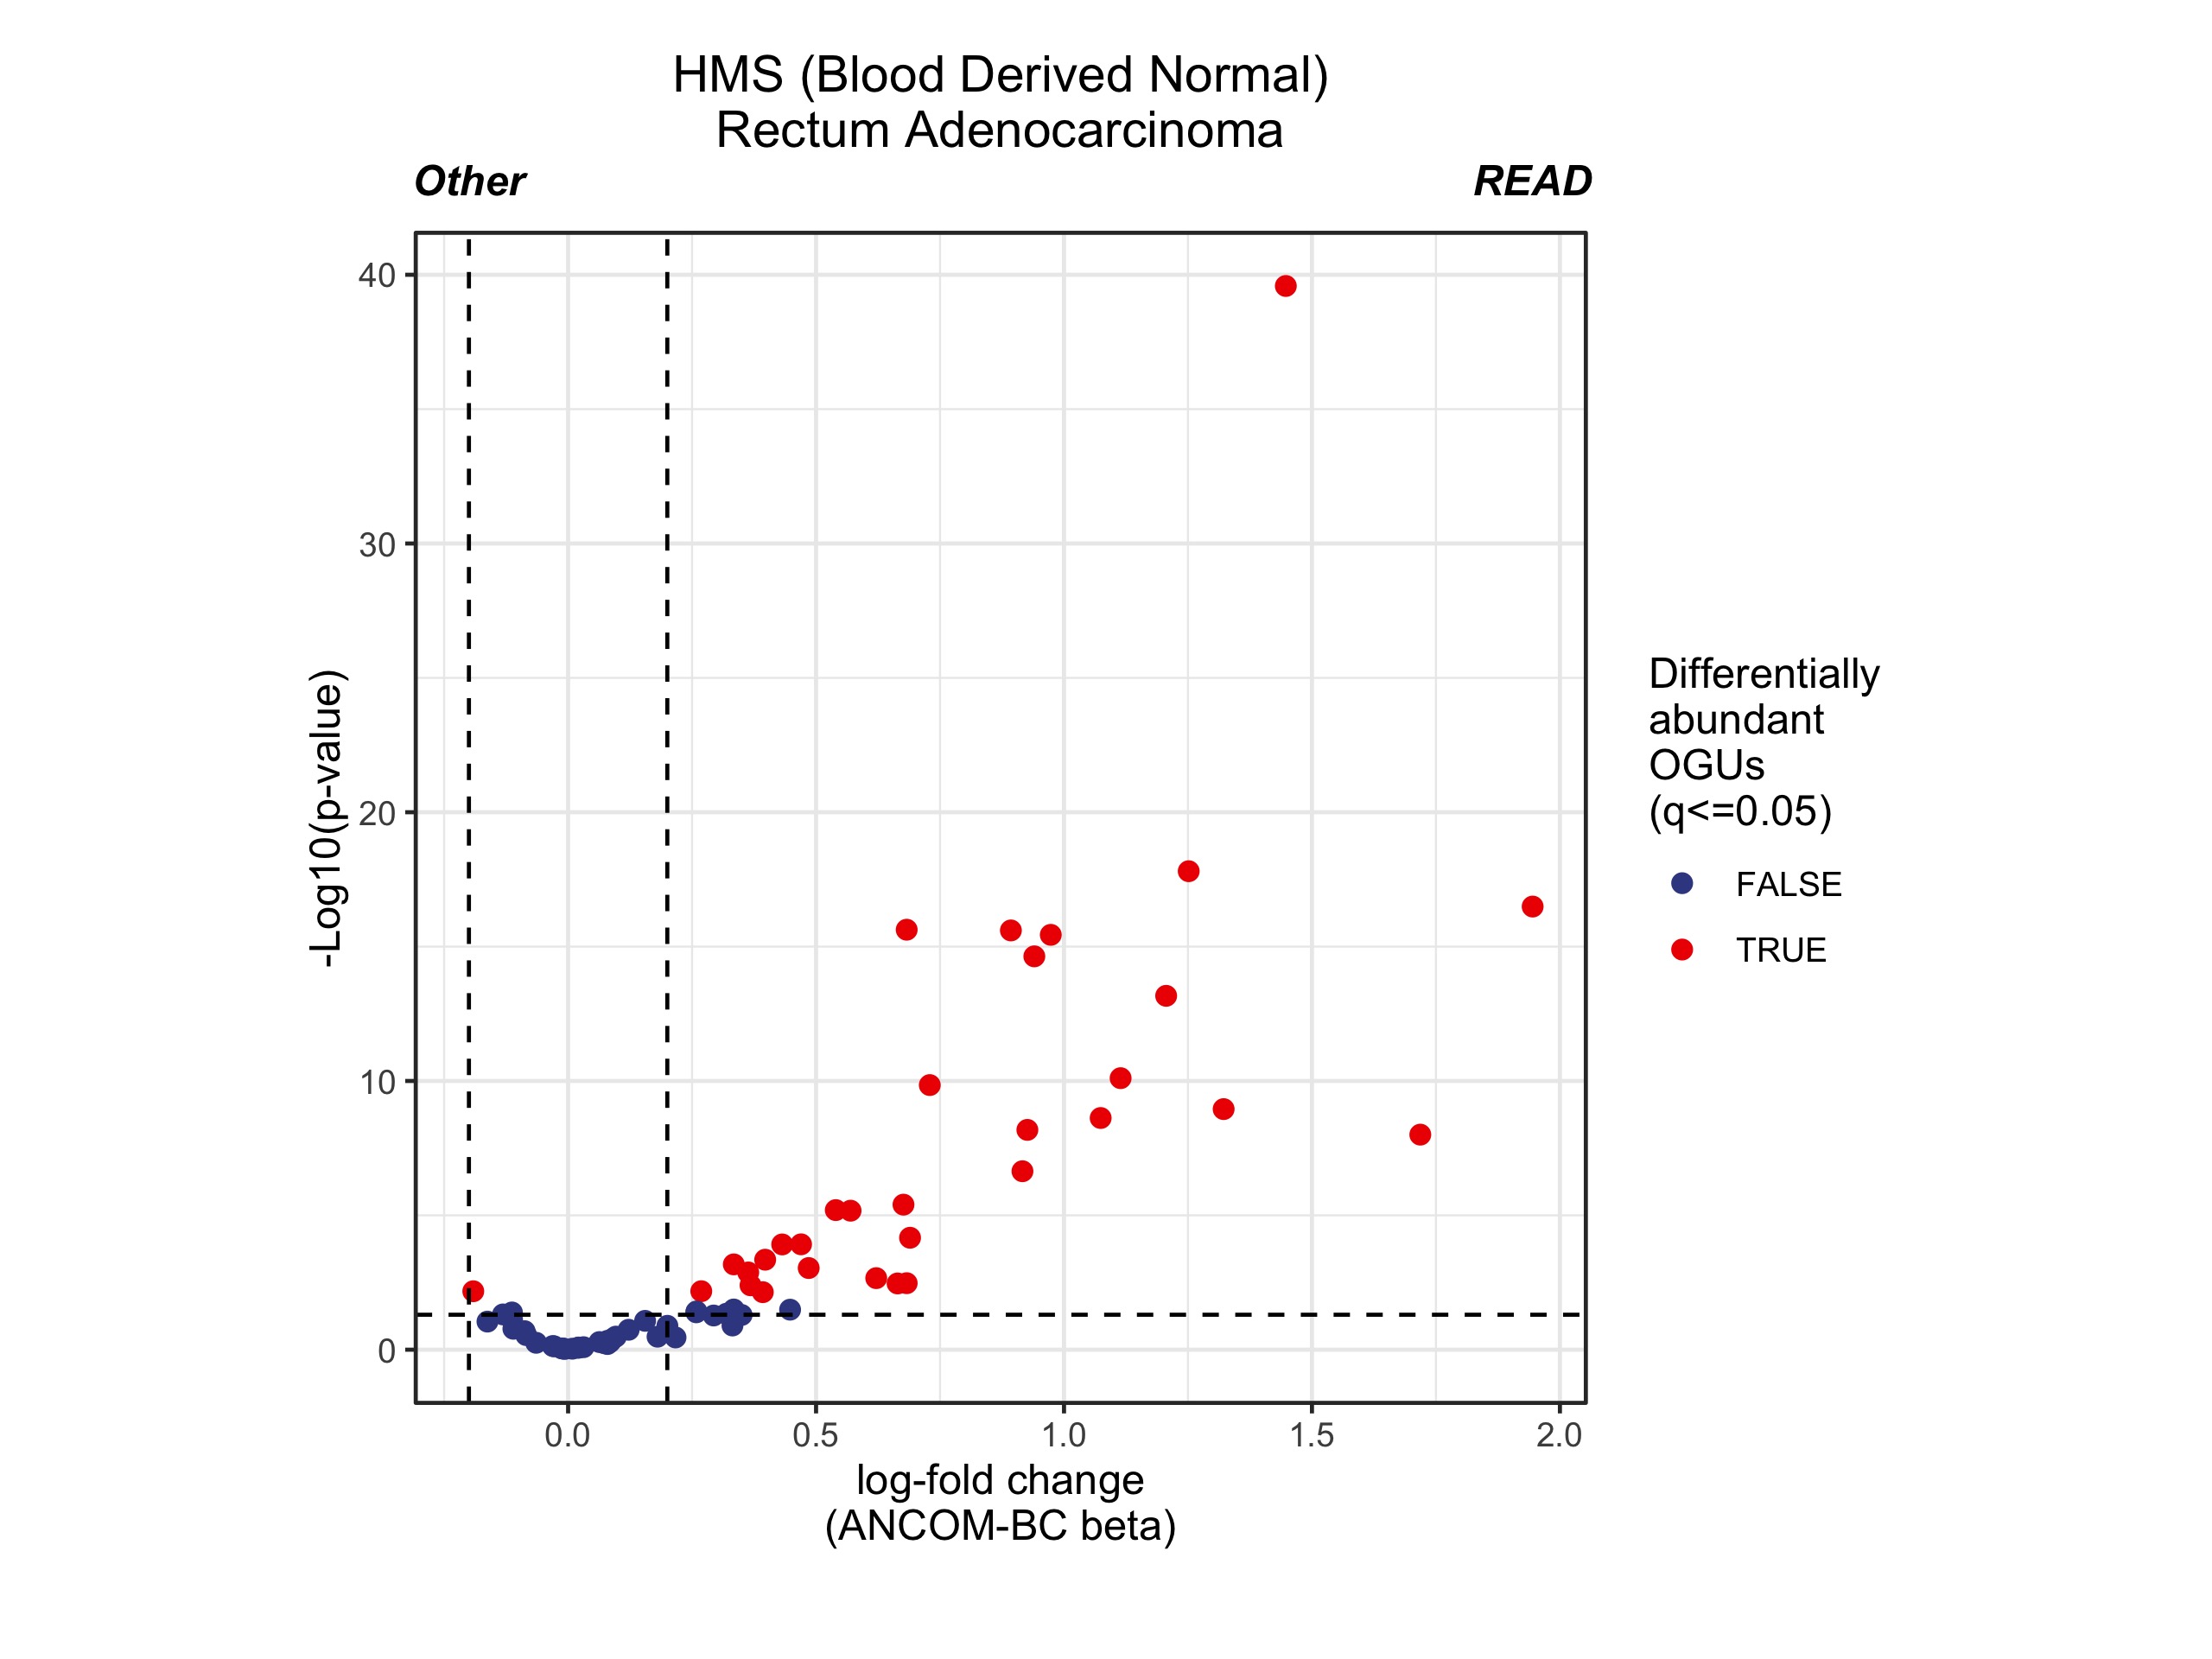 HMS (Blood Derived Normal)
Rectum Adenocarcinoma
Other
READ
40
30
20
10
0
-Log10(p-value)
0.0
0.5
1.0
1.5
2.0
log-fold change
(ANCOM-BC beta)
Differentially
abundant
OGUs
(q<=0.05)
FALSE
TRUE